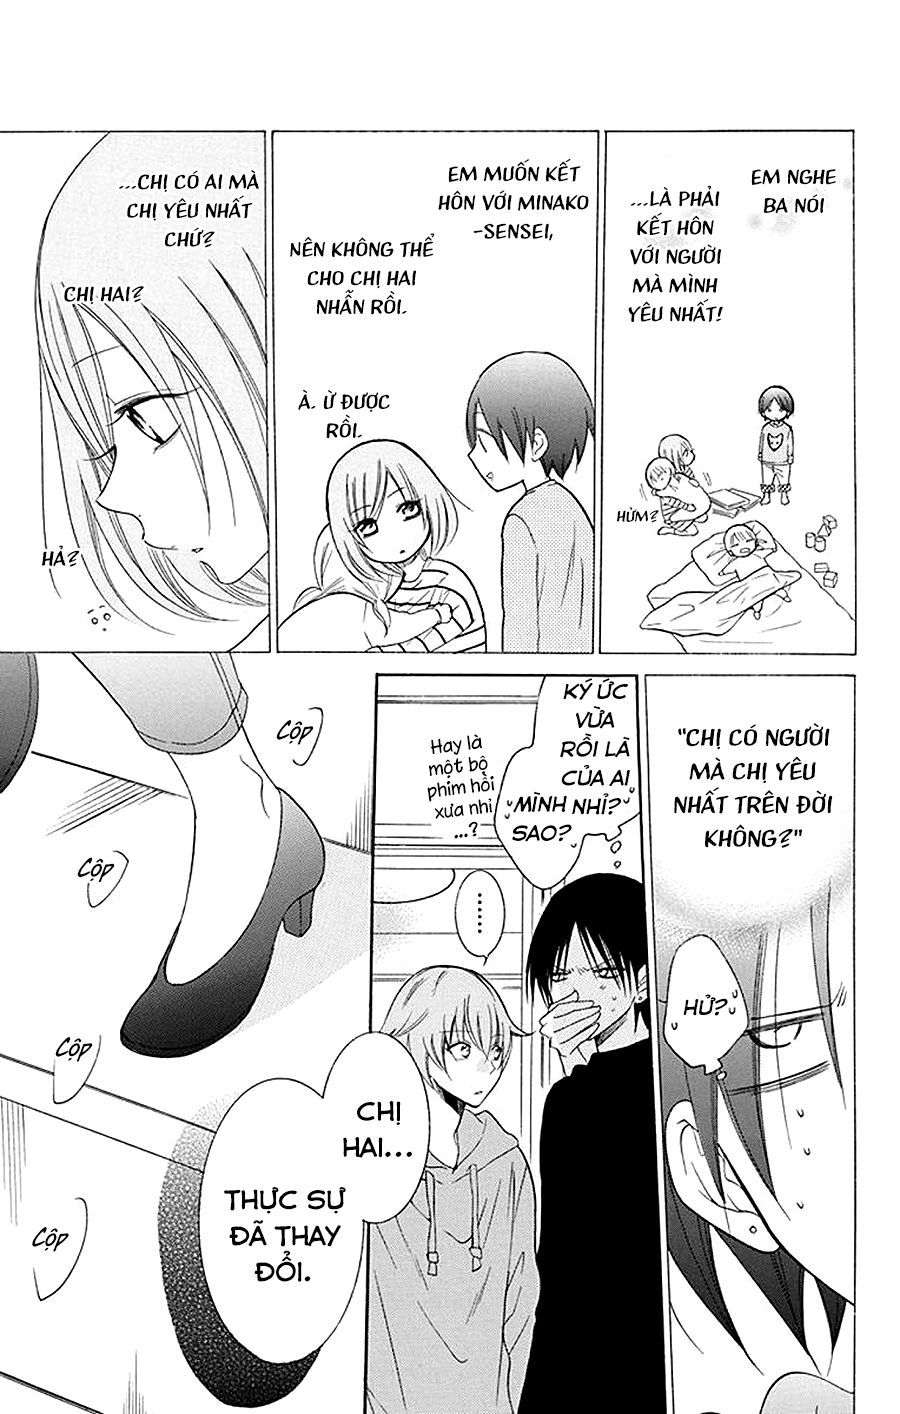 EM NGHE
BA NÓI
...LÀ PHẢI
KẾT HÔN
VỚI NGƯỜI
MÀ MÌNH
YÊU NHẤT!
HỬM?
EM MUỐN KẾT
HÔN VỚI MINAKO
-SENSEI,
NÊN KHÔNG THỂ
CHO CHỊ HAI
NHẪN RỒI.
À. Ừ ĐƯỢC
RỒI.
...CHỊ CÓ AI MÀ
CHỊ YÊU NHẤT
CHỨ?
CHỊ HAI?
HẢ?
"CHỊ CÓ NGƯỜI
MÀ CHỊ YÊU
NHẤT TRÊN ĐỜI
KHÔNG?"
HỬ?
KÝ ỨC
VỪA
RỒI LÀ
CỦA AI
MÌNH NHỈ?
SAO?
Hay là
một bộ
phim hồi
xưa nhỉ
...?
......
CHỊ
HAI...
THỰC SỰ
ĐÃ THAY
ĐỔI.
Cộp
Cộp
Cộp
Cộp